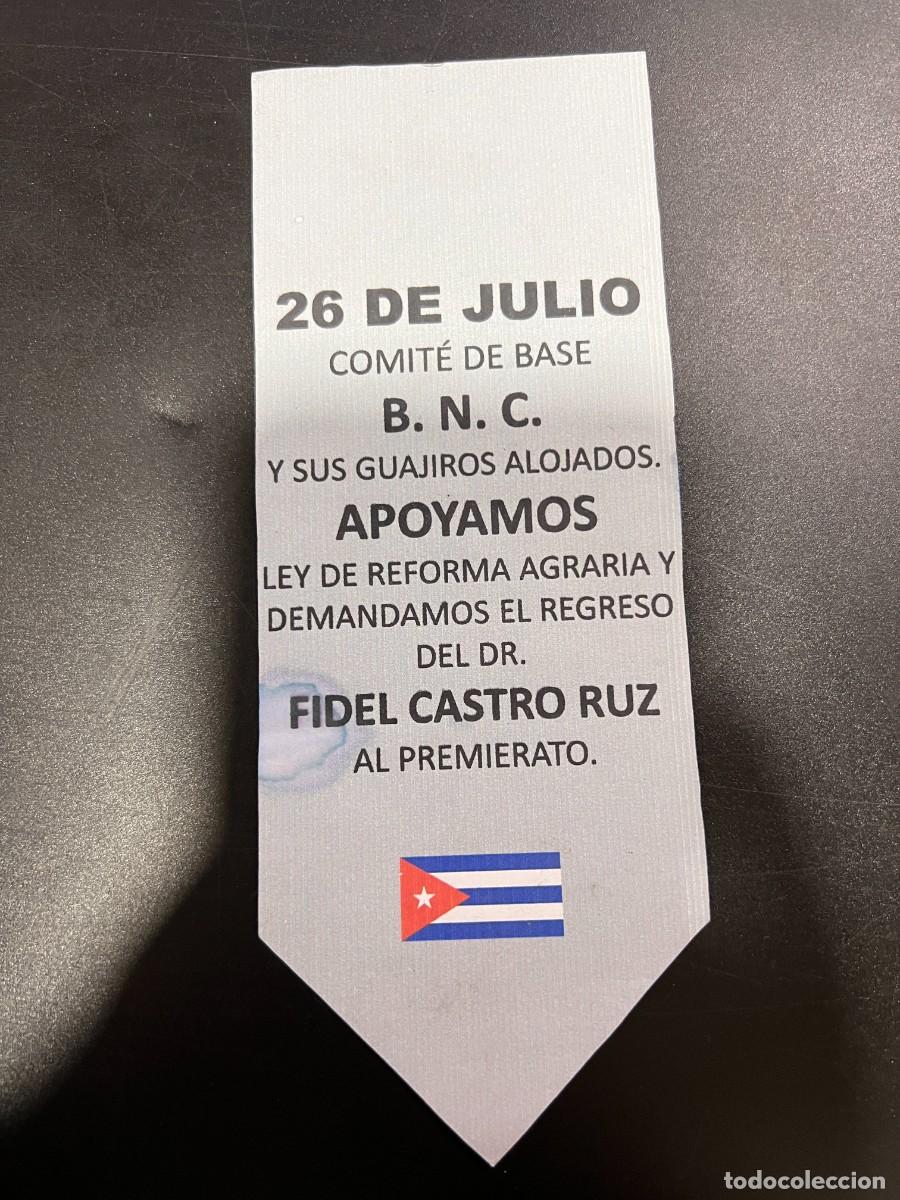 26 DE JULIO
COMITÉ DE BASE
B. N. C.
Y SUS GUAJIROS ALOJADOS.
APOYAMOS
LEY DE REFORMA AGRARIA Y
DEMANDAMOS EL REGRESO
DEL DR.
FIDEL CASTRO RUZ
AL PREMIERATO.
todocoleccion